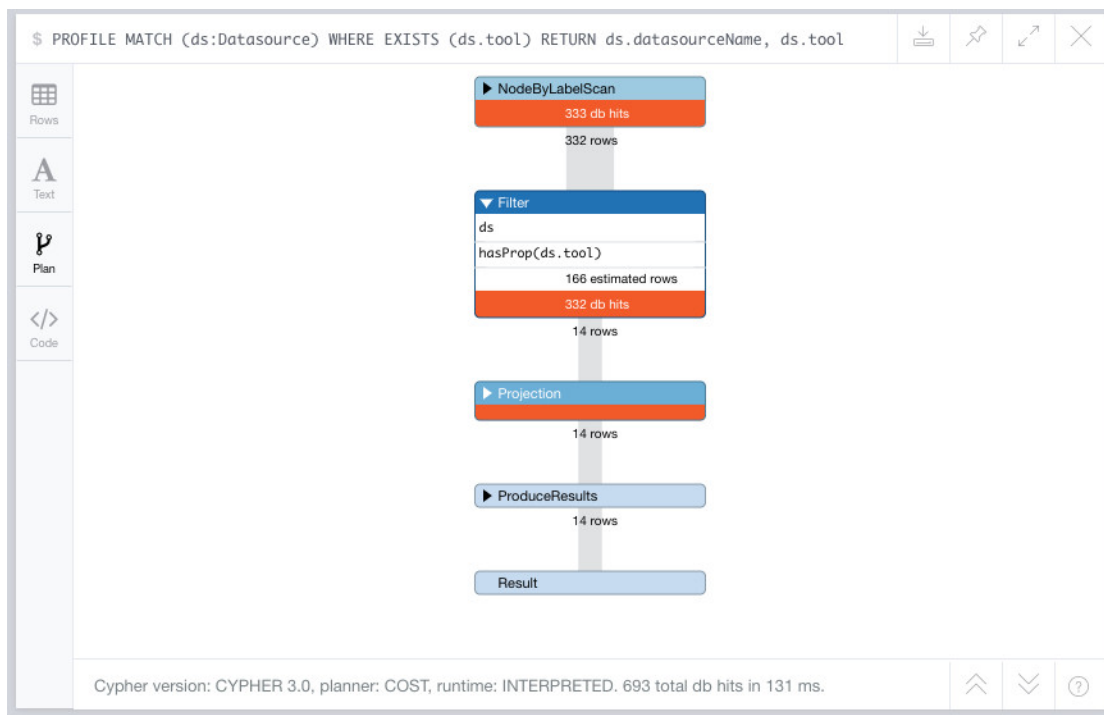 $ PROFILE MATCH (ds:Datasource) WHERE EXISTS (ds.tool) RETURN ds.datasourceName, ds.tool
Rows
A
Text
Plan
</>
Code
NodeByLabelScan
333 db hits
332 rows
Filter
ds
hasProp(ds.tool)
166 estimated rows
332 db hits
14 rows
Projection
14 rows
ProduceResults
14 rows
Result
Cypher version: CYPHER 3.0, planner: COST, runtime: INTERPRETED. 693 total db hits in 131 ms.
?